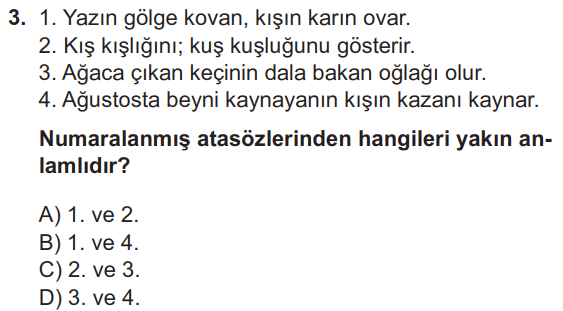 3. 1. Yazın gölge kovan, kışın karın ovar.
2. Kış kışlığını; kuş kuşluğunu gösterir.
3. Ağaca çıkan keçinin dala bakan oğlağı olur.
4. Ağustosta beyni kaynayanın kışın kazanı kaynar.
Numaralanmış atasözlerinden hangileri yakın an-
lamlıdır?
A) 1. ve 2.
B) 1. ve 4.
C) 2. ve 3.
D) 3. ve 4.